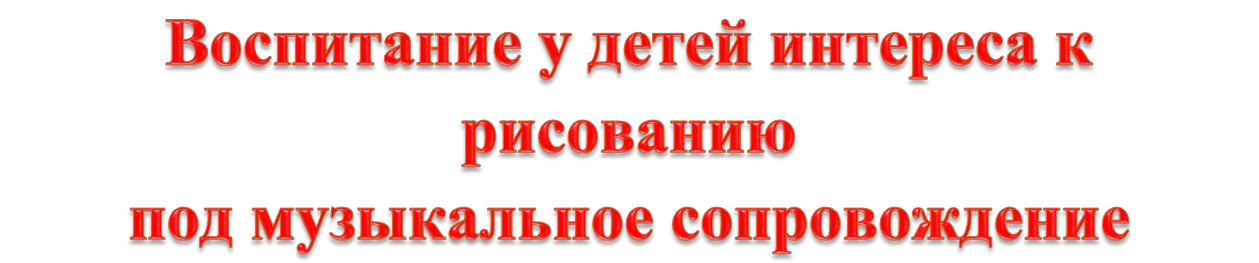 Воспитание у детей интереса к
рисованию
под музыкальное сопровождение